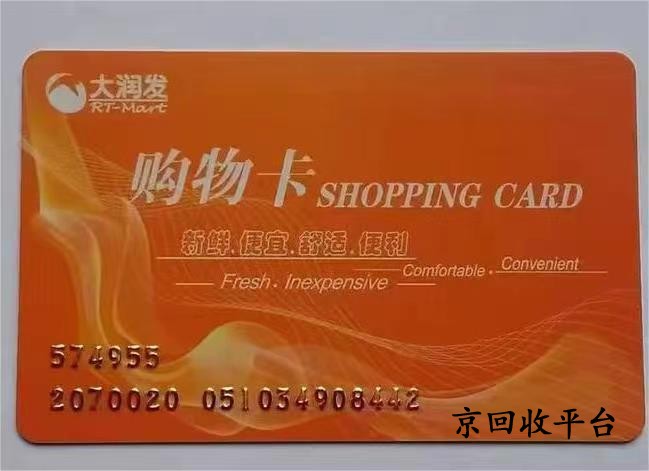 大润发
RT-Mart
购物卡 SHOPPING CARD
新鲜.便宜.舒适.便利
Fresh. Inexpensive Comfortable. Convenient
574955
2070020 051034908442
京回收平台